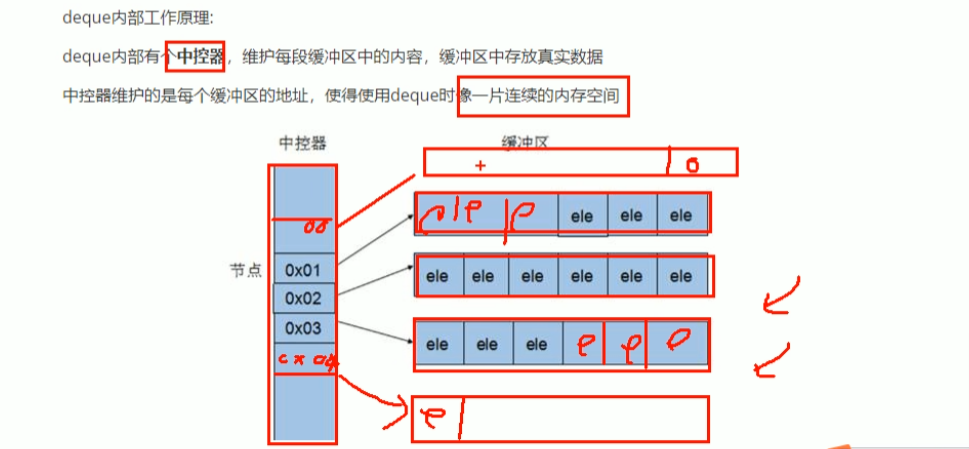 deque内部工作原理:
deque内部有个中控器，维护每段缓冲区中的内容，缓冲区中存放真实数据
中控器维护的是每个缓冲区的地址，使得使用deque时像一片连续的内存空间
中控器 缓冲区
+ 0
00
e e ele ele ele
节点 0x01
ele ele ele ele ele ele
0x02
0x03
ele ele ele e e e
0x04
e